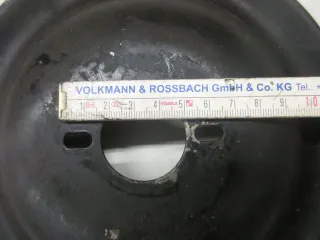 VOLKMANN & ROSSBACH GmbH & Co. KG Tel.: +
1 2 3 4 5 6 7 8 9 10